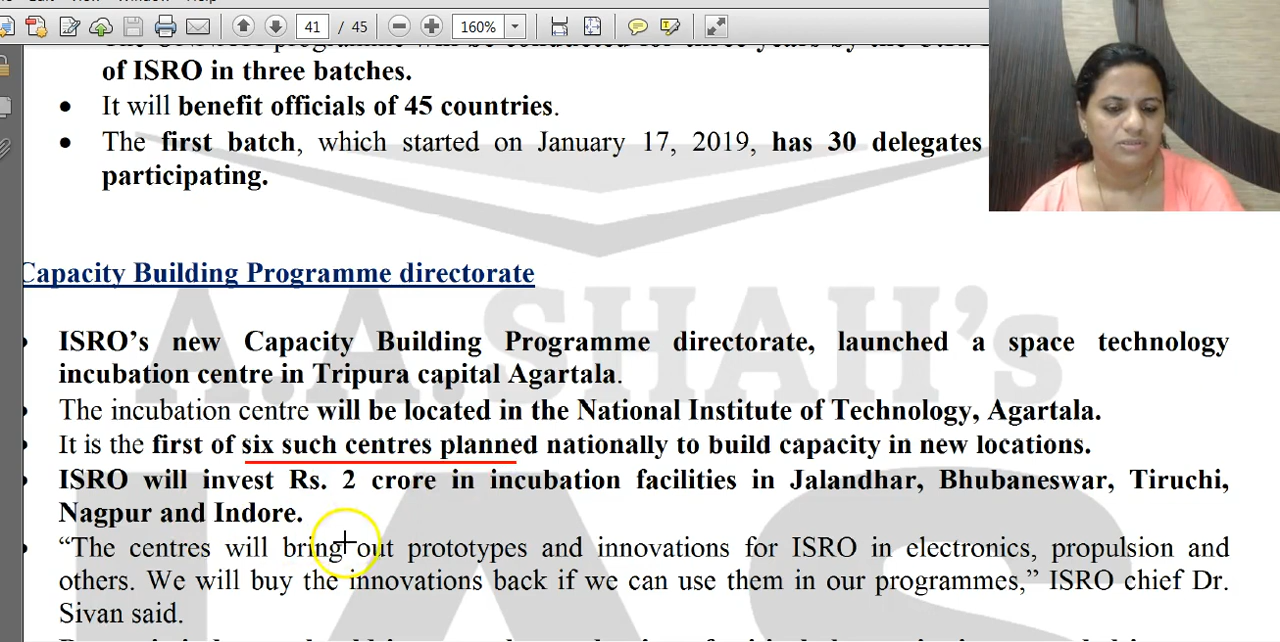 41 / 45 160%
of ISRO in three batches.
It will benefit officials of 45 countries.
The first batch, which started on January 17, 2019, has 30 delegates
participating.
Capacity Building Programme directorate
ISRO’s new Capacity Building Programme directorate, launched a space technology
incubation centre in Tripura capital Agartala.
The incubation centre will be located in the National Institute of Technology, Agartala.
It is the first of six such centres planned nationally to build capacity in new locations.
ISRO will invest Rs. 2 crore in incubation facilities in Jalandhar, Bhubaneswar, Tiruchi,
Nagpur and Indore.
“The centres will bring out prototypes and innovations for ISRO in electronics, propulsion and
others. We will buy the innovations back if we can use them in our programmes,” ISRO chief Dr.
Sivan said.
A.A.SHAH’s
IAS